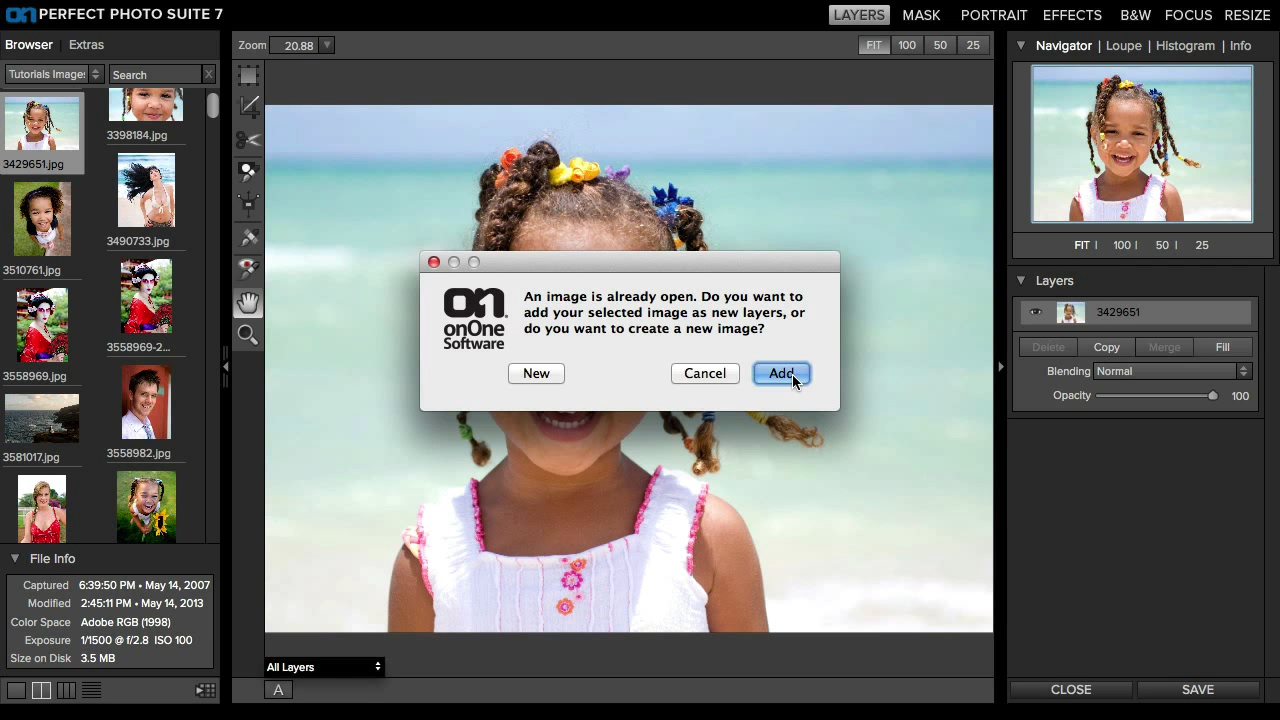 on PERFECT PHOTO SUITE 7
LAYERS MASK PORTRAIT EFFECTS B&W FOCUS RESIZE
Browser | Extras
Zoom 20.88
FIT 100 50 25
Navigator | Loupe | Histogram | Info
Tutorials Image
Search X
3429651.jpg
3398184.jpg
3510761.jpg
3490733.jpg
3558969.jpg
3558969-2...
3581017.jpg
3558982.jpg
An image is already open. Do you want to
add your selected image as new layers, or
do you want to create a new image?
on
onOne
Software
New Cancel Add
FIT | 100 | 50 | 25
Layers
3429651
Delete Copy Merge Fill
Blending Normal
Opacity 100
File Info
Captured 6:39:50 PM • May 14, 2007
Modified 2:45:11 PM • May 14, 2013
Color Space Adobe RGB (1998)
Exposure 1/1500 @ f/2.8 ISO 100
Size on Disk 3.5 MB
All Layers
A
CLOSE SAVE